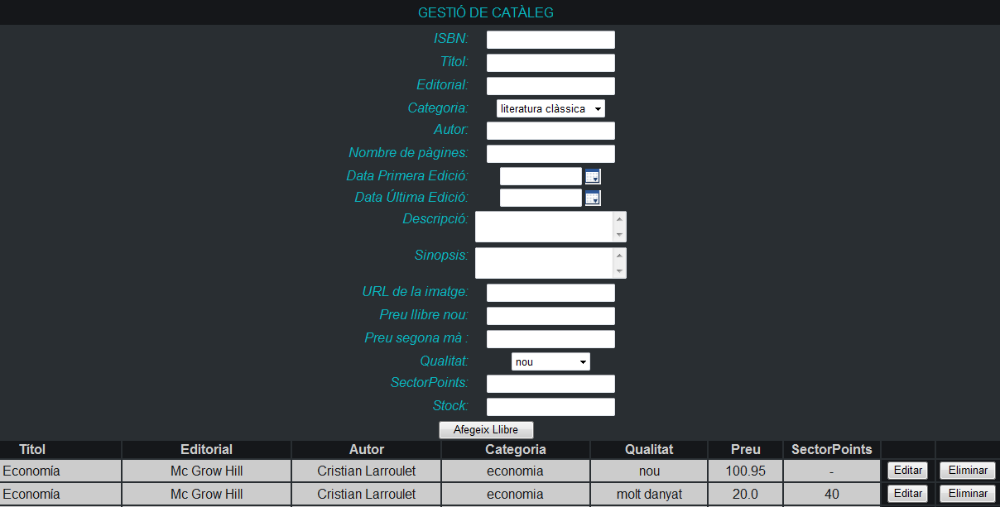 GESTIÓ DE CATÀLEG
ISBN:
Títol:
Editorial:
Categoria: literatura clàssica
Autor:
Nombre de pàgines:
Data Primera Edició:
Data Última Edició:
Descripció:
Sinopsis:
URL de la imatge:
Preu llibre nou:
Preu segona mà :
Qualitat: nou
SectorPoints:
Stock:
Afegeix Llibre
Títol Editorial Autor Categoria Qualitat Preu SectorPoints
Economía Mc Grow Hill Cristian Larroulet economia nou 100.95 - Editar Eliminar
Economía Mc Grow Hill Cristian Larroulet economia molt danyat 20.0 40 Editar Eliminar